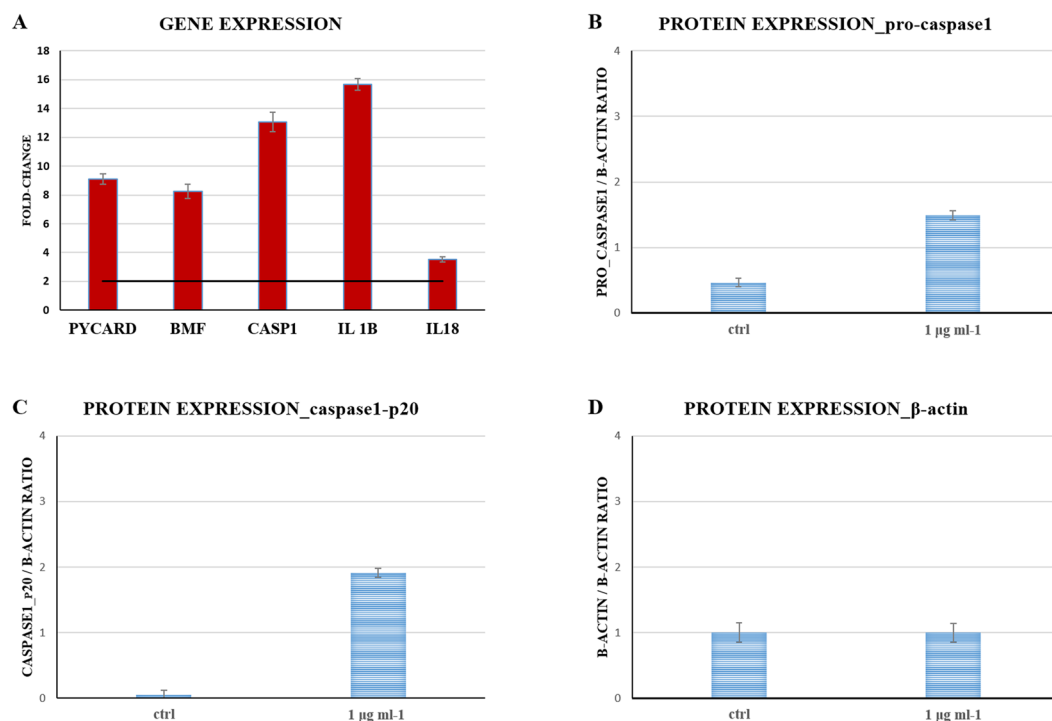 A
GENE EXPRESSION
FOLD-CHANGE
18
16
14
12
10
8
6
4
2
0
PYCARD BMF CASP1 IL 1B IL18
B
PROTEIN EXPRESSION_pro-caspase1
PRO_CASPASE1 / B-ACTIN RATIO
4
3
2
1
0
ctrl 1 µg ml-1
C
PROTEIN EXPRESSION_caspase1-p20
CASPASE1_P20 / B-ACTIN RATIO
4
3
2
1
0
ctrl 1 µg ml-1
D
PROTEIN EXPRESSION_β-actin
B-ACTIN / B-ACTIN RATIO
4
3
2
1
0
ctrl 1 µg ml-1